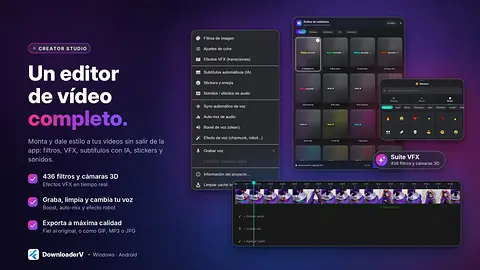 CREATOR STUDIO
Un editor
de vídeo
completo.
Monta y dale estilo a tus vídeos sin salir de la
app: filtros, VFX, subtítulos con IA, stickers y
sonidos.
436 filtros y cámaras 3D
Efectos VFX en tiempo real
Graba, limpia y cambia tu voz
Boost, auto-mix y efecto robot
Exporta a máxima calidad
Fiel al original, o como GIF, MP3 o JPG
DownloaderV • Windows · Android
Filtros de imagen
Ajustes de color
Efectos VFX (transiciones)
Subtítulos automáticos (IA)
Stickers y emojis
Sonidos / efectos de audio
Sync automático de voz
Auto-mix de audio
Boost de voz (clean)
Efecto de voz (chipmunk, robot...)
Grabar voz
Información del proyecto...
Suite VFX
436 filtros y cámaras 3D